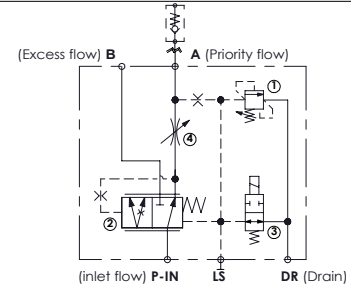 (Excess flow) B A (Priority flow)
①
④
②
③
(inlet flow) P-IN LS DR (Drain)